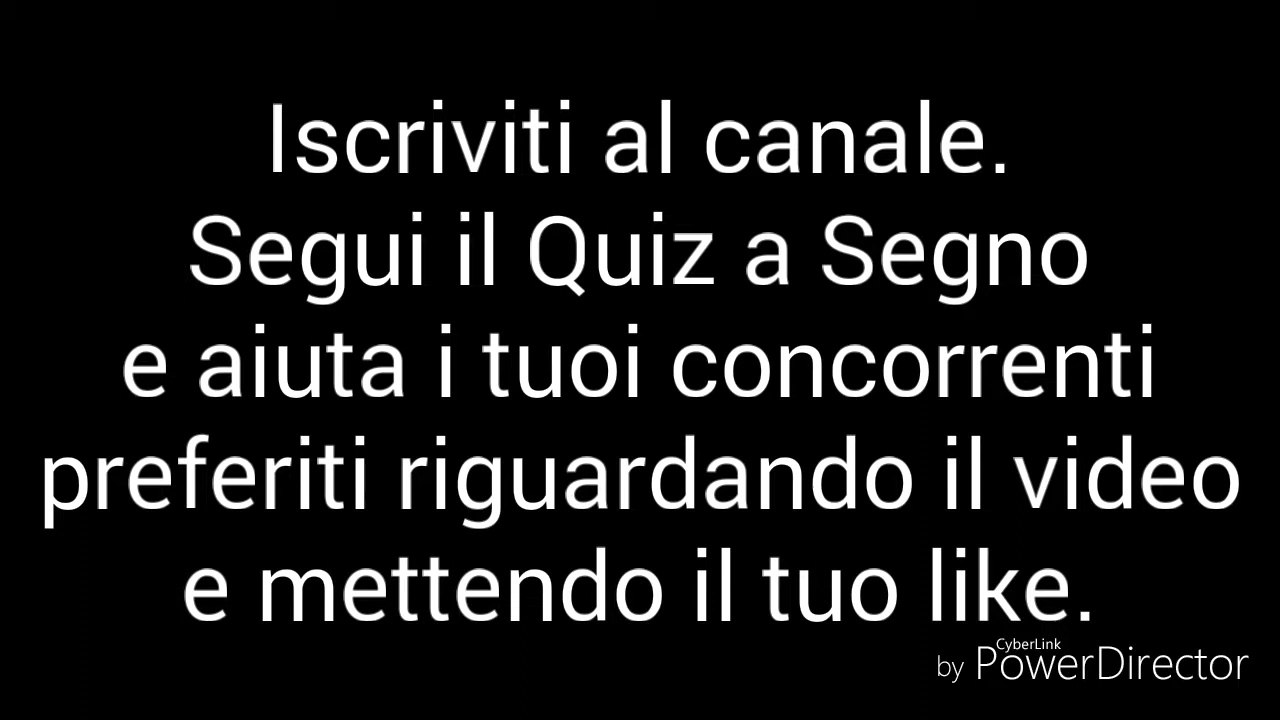 Iscriviti al canale.
Segui il Quiz a Segno
e aiuta i tuoi concorrenti
preferiti riguardando il video
e mettendo il tuo like.
CyberLink
by PowerDirector